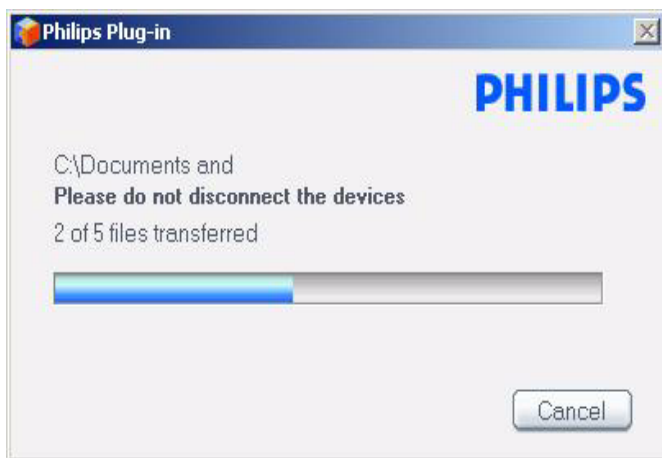 Philips Plug-in
PHILIPS
C:\Documents and
Please do not disconnect the devices
2 of 5 files transferred
Cancel